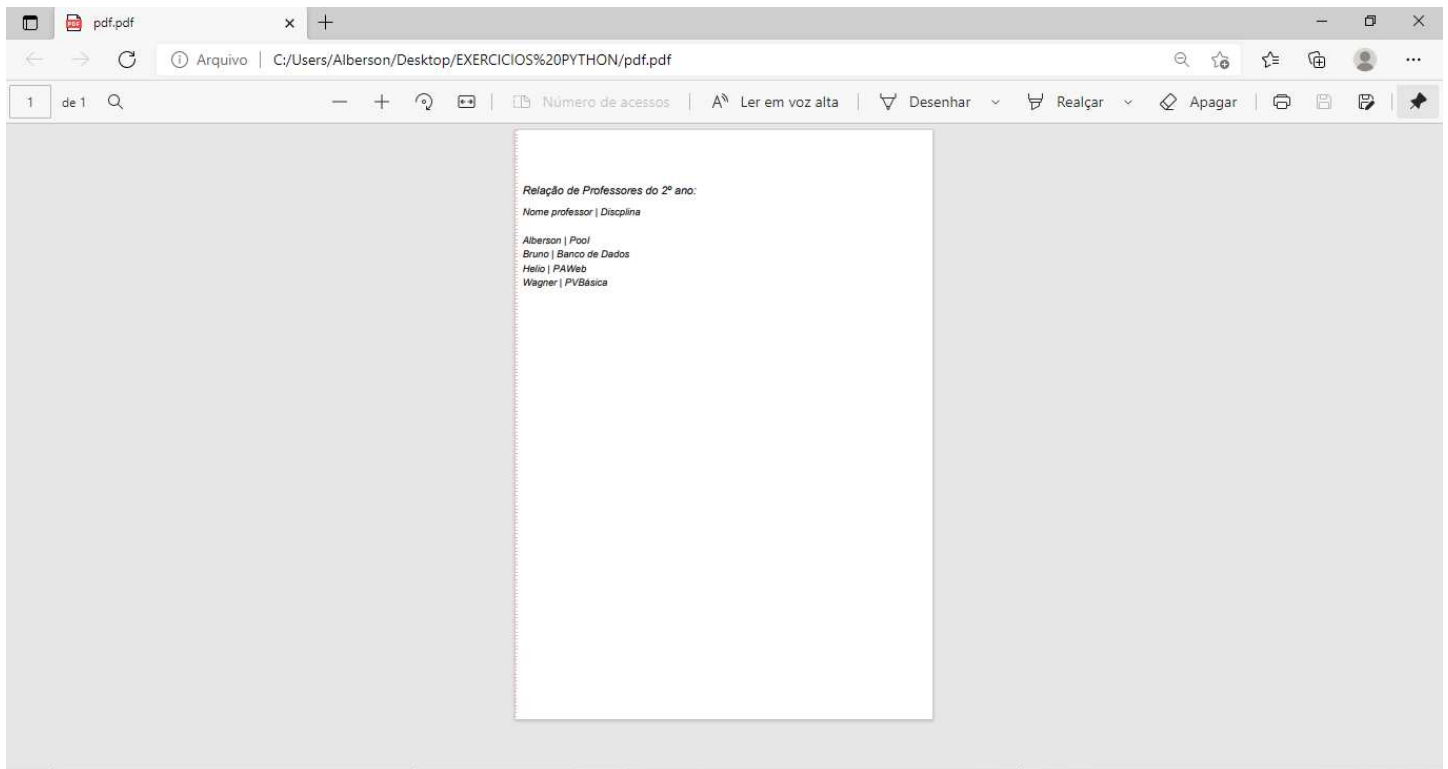 pdf.pdf
Arquivo | C:/Users/Alberson/Desktop/EXERCICIOS%20PYTHON/pdf.pdf
1 de 1 Número de acessos | Ler em voz alta | Desenhar Realçar Apagar
Relação de Professores do 2º ano:
Nome professor | Discplina
Alberson | Pool
Bruno | Banco de Dados
Helio | PAWeb
Wagner | PVBásica